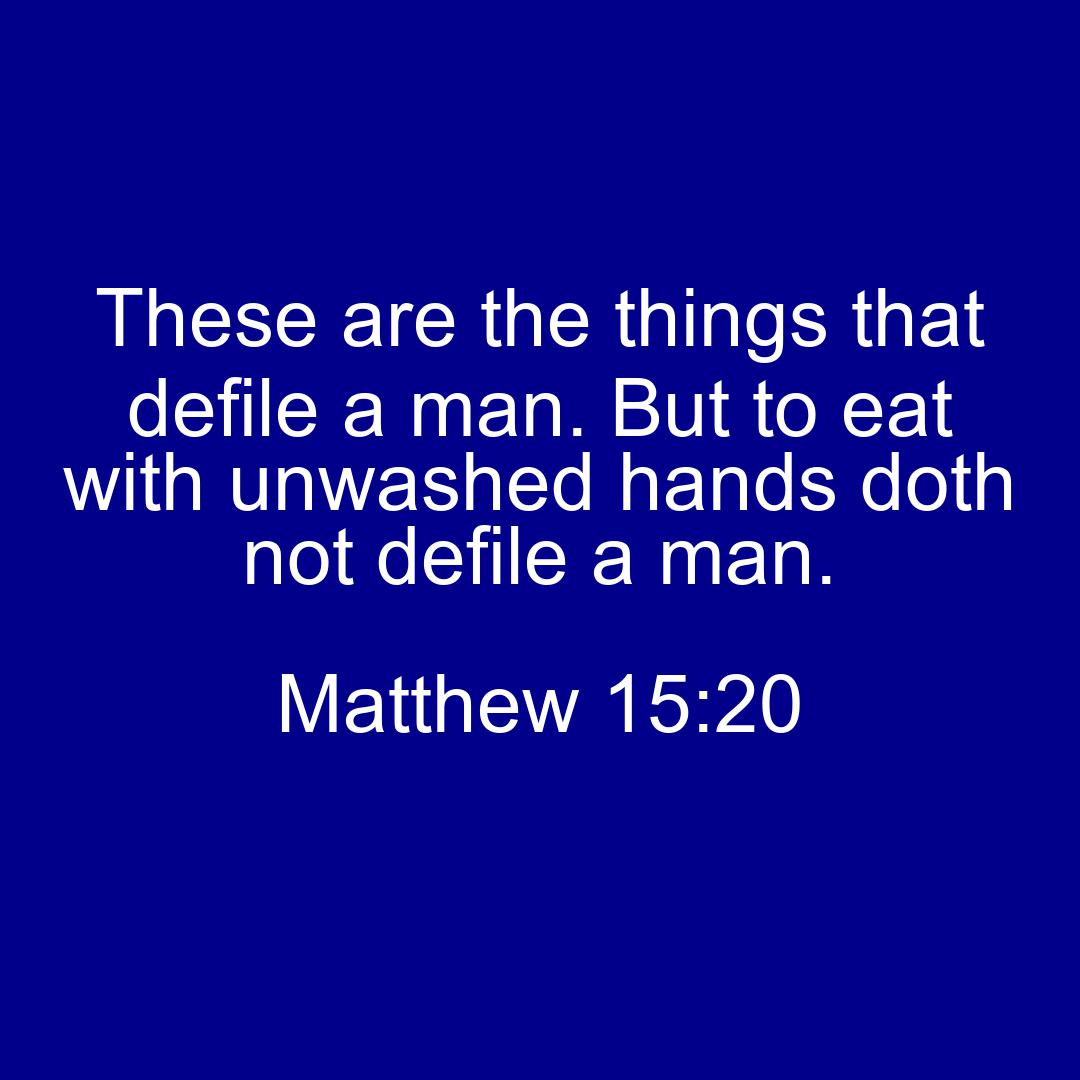 These are the things that
defile a man. But to eat
with unwashed hands doth
not defile a man.
Matthew 15:20